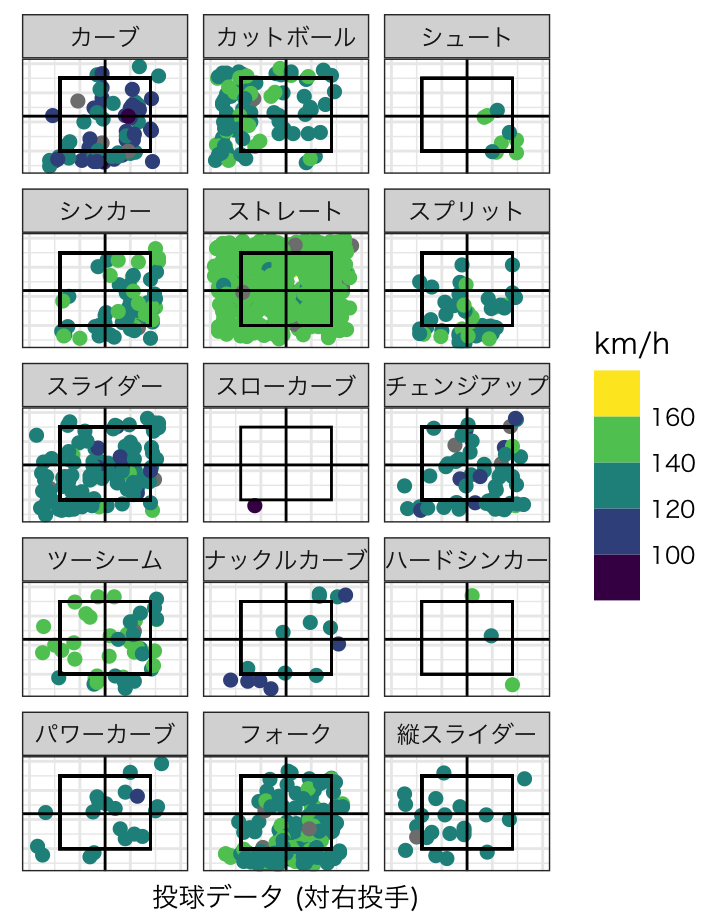 カーブ
カットボール
シュート
シンカー
ストレート
スプリット
スライダー
スローカーブ
チェンジアップ
ツーシーム
ナックルカーブ
ハードシンカー
パワーカーブ
フォーク
縦スライダー
km/h
160
140
120
100
投球データ (対右投手)